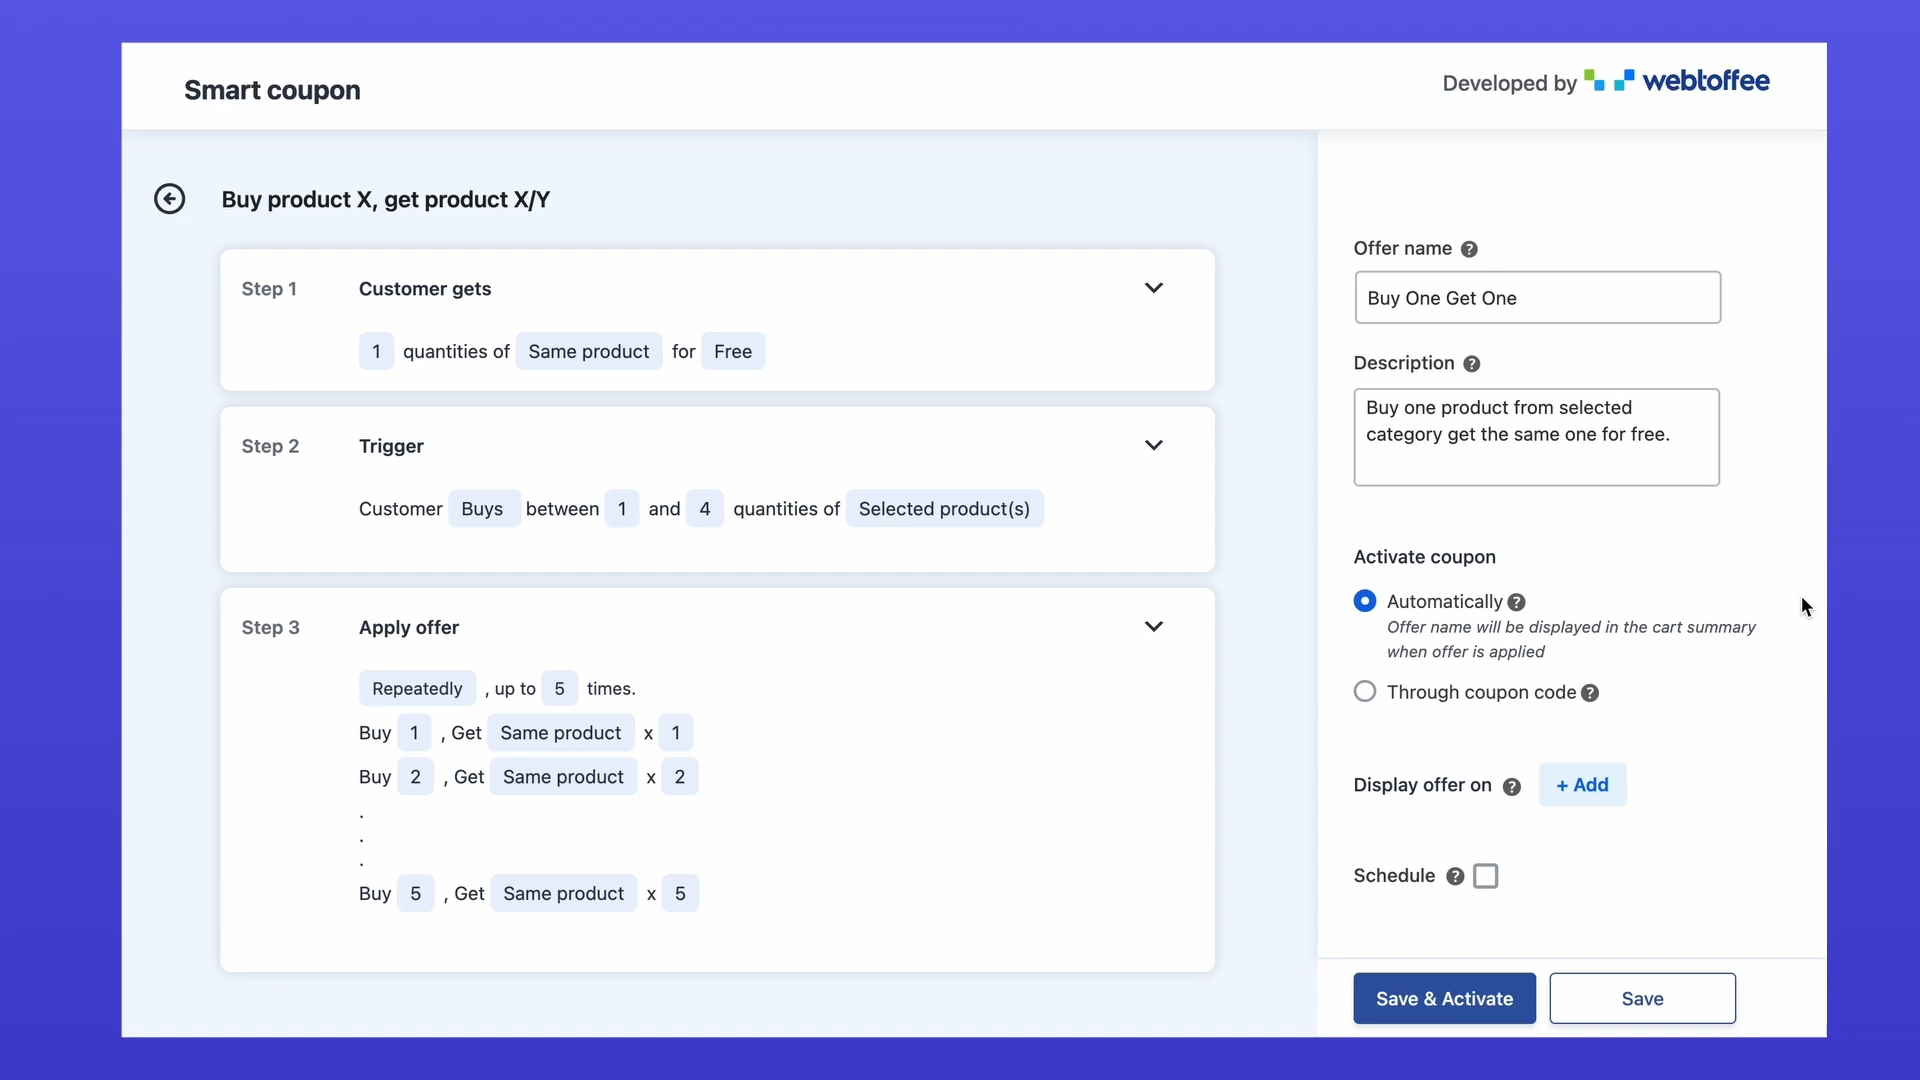 Smart coupon
Developed by webtoffee
Buy product X, get product X/Y
Step 1 Customer gets
1 quantities of Same product for Free
Step 2 Trigger
Customer Buys between 1 and 4 quantities of Selected product(s)
Step 3 Apply offer
Repeatedly , up to 5 times.
Buy 1 , Get Same product x 1
Buy 2 , Get Same product x 2
.
.
.
Buy 5 , Get Same product x 5
Offer name ?
Buy One Get One
Description ?
Buy one product from selected
category get the same one for free.
Activate coupon
Automatically ?
Offer name will be displayed in the cart summary
when offer is applied
Through coupon code ?
Display offer on ? + Add
Schedule ?
Save & Activate Save